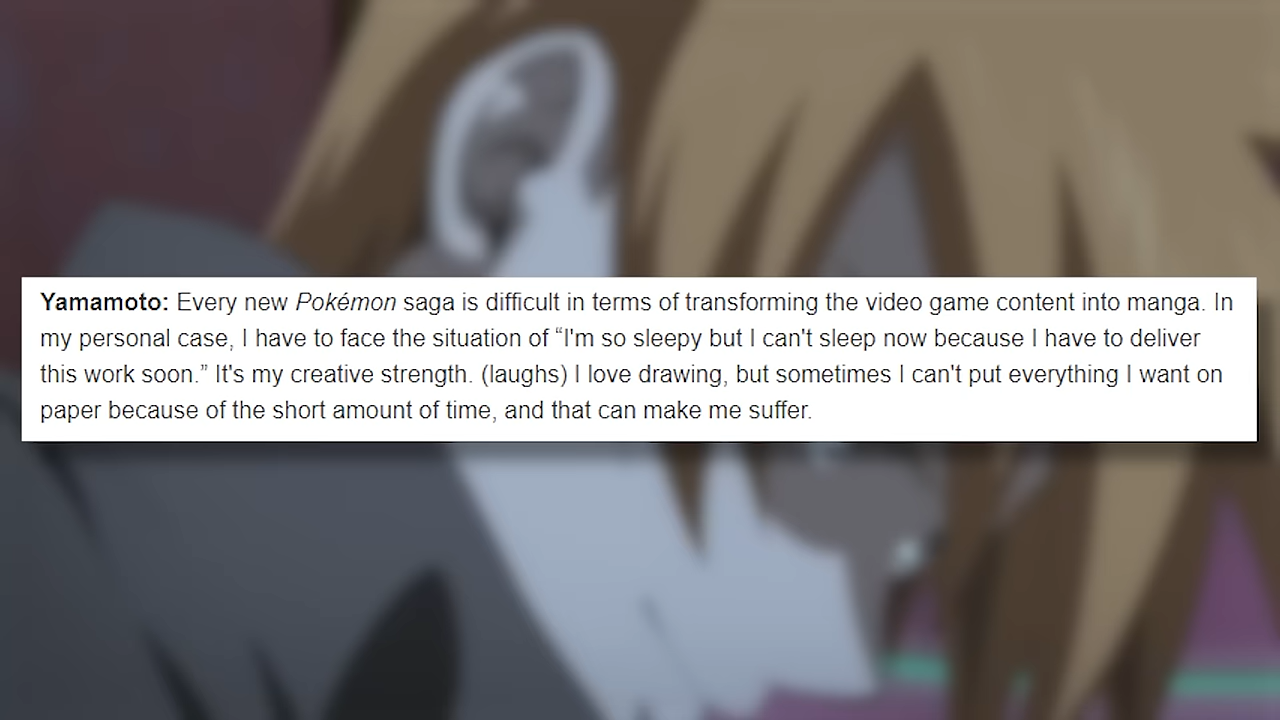 Yamamoto: Every new Pokémon saga is difficult in terms of transforming the video game content into manga. In
my personal case, I have to face the situation of “I'm so sleepy but I can't sleep now because I have to deliver
this work soon.” It's my creative strength. (laughs) I love drawing, but sometimes I can't put everything I want on
paper because of the short amount of time, and that can make me suffer.